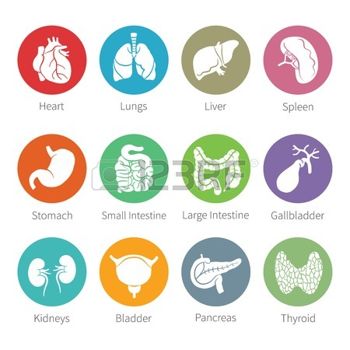 Heart Lungs Liver Spleen
123RF
Stomach Small Intestine Large Intestine Gallbladder
Kidneys Bladder Pancreas Thyroid